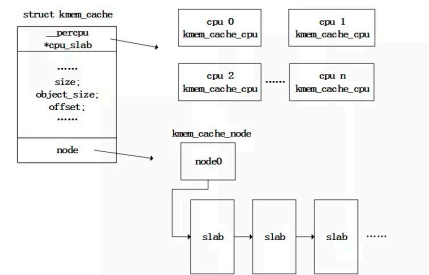 struct kmem_cache
__percpu
*cpu_slab
······
size;
object_size;
offset;
······
node
cpu 0
kmem_cache_cpu
cpu 1
kmem_cache_cpu
cpu 2
kmem_cache_cpu
······
cpu n
kmem_cache_cpu
kmem_cache_node
node0
slab
slab
slab
······